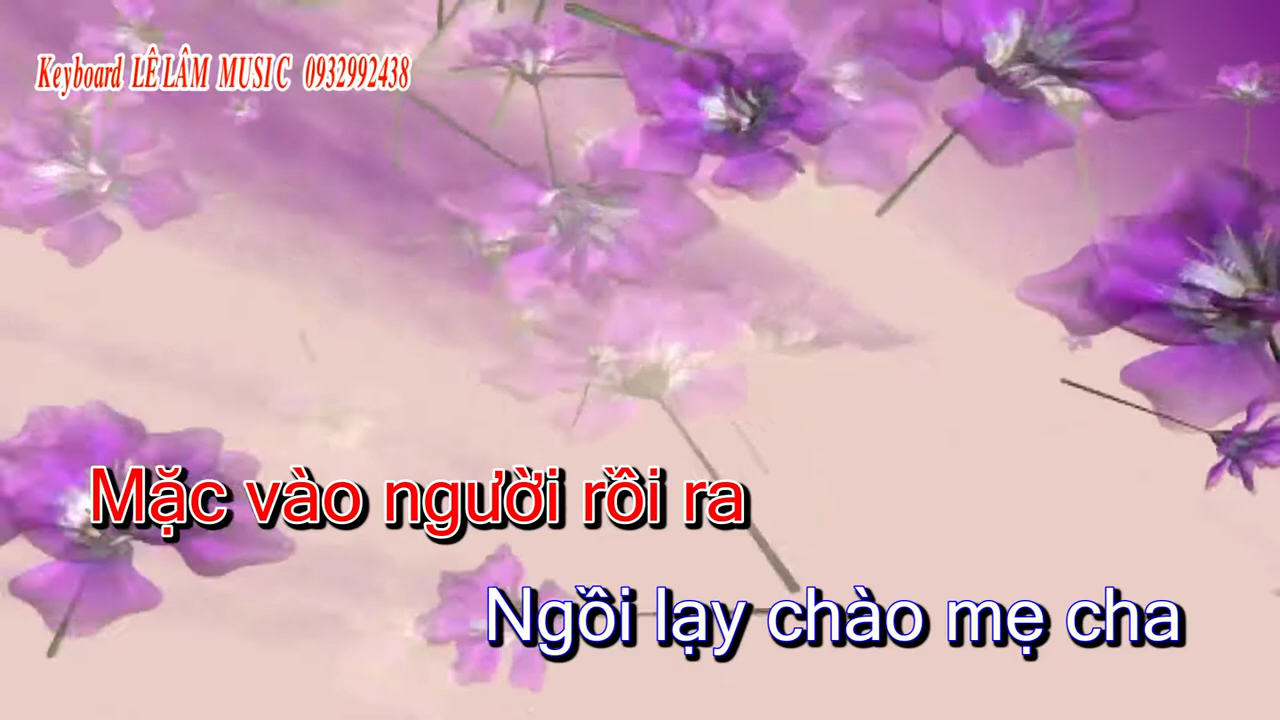 Keyboard LÊ LÂM MUSIC 0932992438
Mặc vào người rồi ra
Ngồi lạy chào mẹ cha